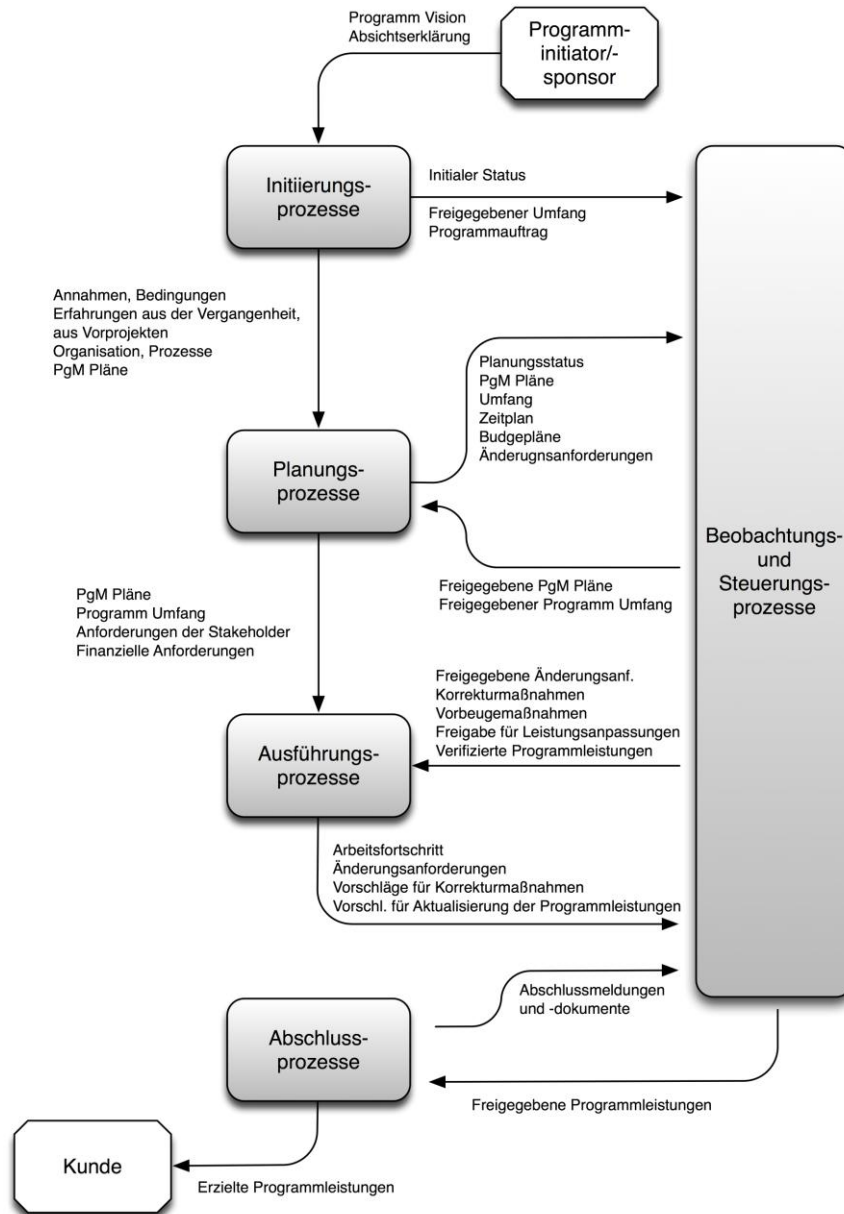 Programm Vision
Absichtserklärung
Programm-
initiator/-
sponsor
Initiierungs-
prozesse
Initialer Status
Freigegebener Umfang
Programmauftrag
Annahmen, Bedingungen
Erfahrungen aus der Vergangenheit,
aus Vorprojekten
Organisation, Prozesse
PgM Pläne
Planungsstatus
PgM Pläne
Umfang
Zeitplan
Budgepläne
Änderugnsanforderungen
Planungs-
prozesse
Beobachtungs-
und
Steuerungs-
prozesse
Freigegebene PgM Pläne
Freigegebener Programm Umfang
PgM Pläne
Programm Umfang
Anforderungen der Stakeholder
Finanzielle Anforderungen
Freigegebene Änderungsanf.
Korrekturmaßnahmen
Vorbeugemaßnahmen
Freigabe für Leistungsanpassungen
Verifizierte Programmleistungen
Ausführungs-
prozesse
Arbeitsfortschritt
Änderungsanforderungen
Vorschläge für Korrekturmaßnahmen
Vorschl. für Aktualisierung der Programmleistungen
Abschlussmeldungen
und -dokumente
Abschluss-
prozesse
Freigegebene Programmleistungen
Kunde
Erzielte Programmleistungen